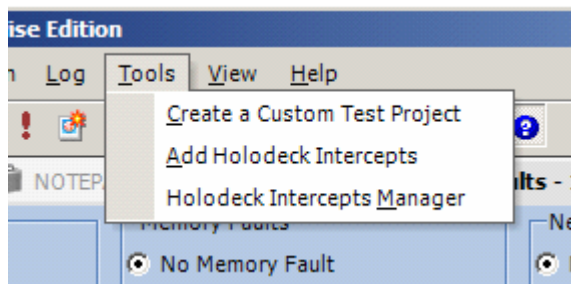 ise Edition
Log Tools View Help
Create a Custom Test Project
Add Holodeck Intercepts
Holodeck Intercepts Manager
NOTEP
lts -
Memory Faults
Ne
No Memory Fault